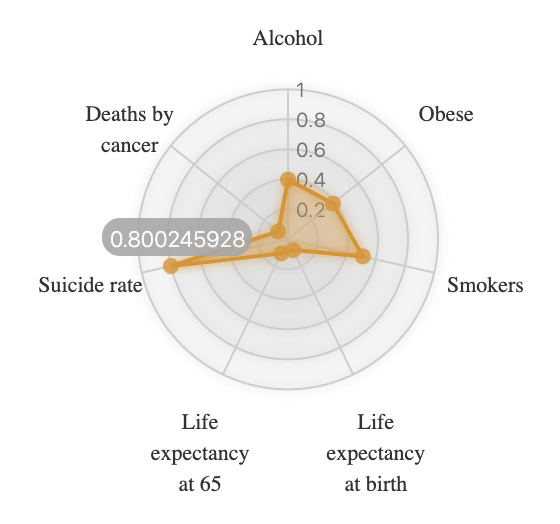 Alcohol
1
Deaths by
cancer
Obese
0.8
0.6
0.4
0.2
0.800245928
Suicide rate
Smokers
Life
expectancy
at 65
Life
expectancy
at birth